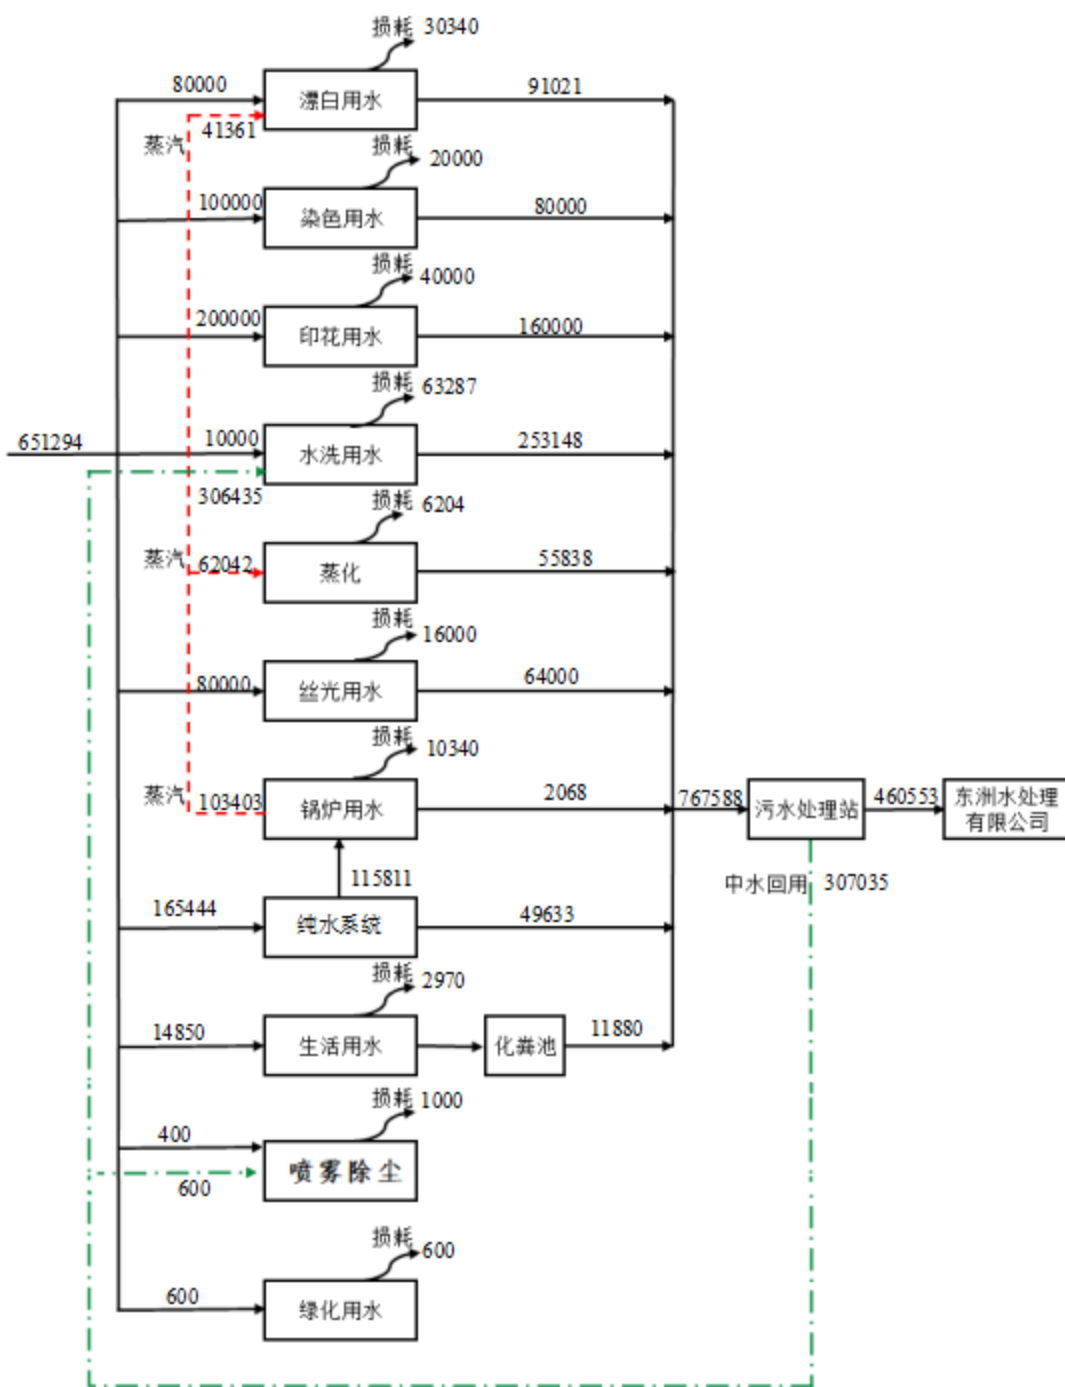 损耗 30340
80000
漂白用水
91021
蒸汽
41361
损耗 20000
100000
染色用水
80000
损耗 40000
200000
印花用水
160000
损耗 63287
651294
10000
水洗用水
253148
306435
损耗 6204
蒸汽
62042
蒸化
55838
损耗 16000
80000
丝光用水
64000
损耗 10340
蒸汽
103403
锅炉用水
2068
767588
污水处理站
460553
东洲水处理
有限公司
115811
中水回用
307035
165444
纯水系统
49633
损耗 2970
14850
生活用水
化粪池
11880
损耗 1000
400
喷雾除尘
600
损耗 600
600
绿化用水